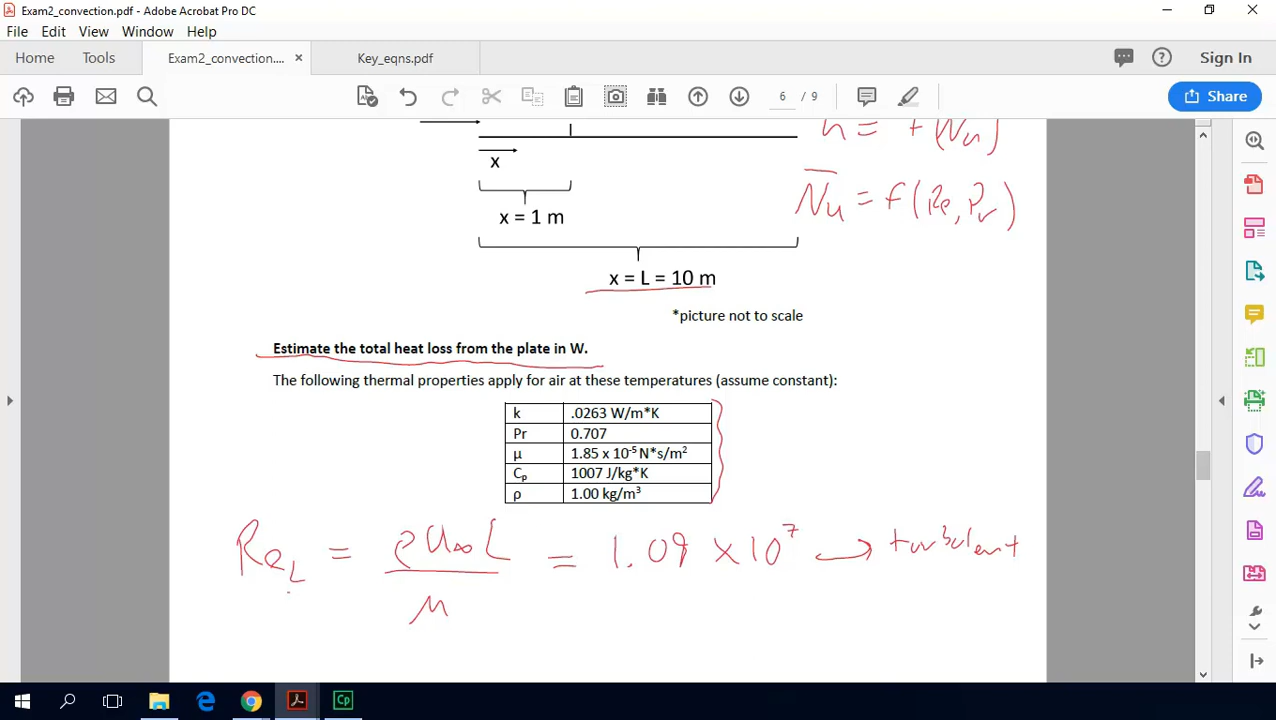 Exam2_convection.pdf - Adobe Acrobat Pro DC
File Edit View Window Help
Home Tools Exam2_convection.... × Key_eqns.pdf Sign In
6 / 9 Share
h = f(Nu)
x
x = 1 m
N̅u̅ = f(Re, Pr)
x = L = 10 m
*picture not to scale
Estimate the total heat loss from the plate in W.
The following thermal properties apply for air at these temperatures (assume constant):
k .0263 W/m*K
Pr 0.707
μ 1.85 x 10⁻⁵ N*s/m²
Cₚ 1007 J/kg*K
ρ 1.00 kg/m³
Re_L = ρU∞L / μ = 1.09 × 10⁷ → turbulent